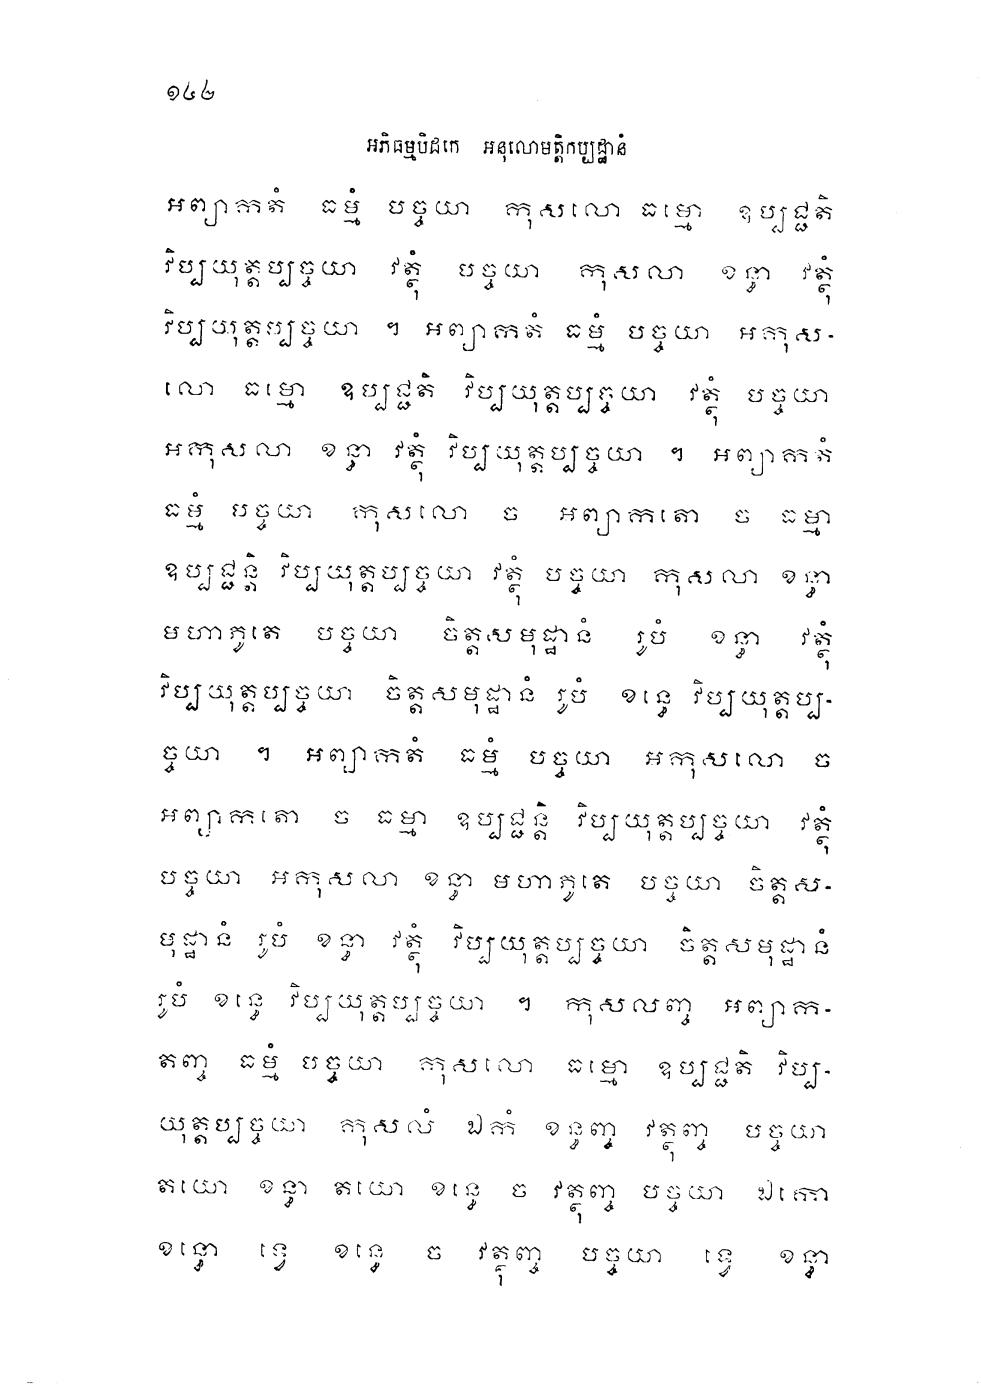 ១៤២
អភិធម្មបិដកេ អនុលោមត្តិកប្បដ្ឋានំ
អព្យាកតំ ធម្មំ បច្ចយា កុសលោ ធម្មោ ឧប្បជ្ជតិ
វិប្បយុត្តប្បច្ចយា វត្ថុំ បច្ចយា កុសលា ខន្ធា វត្ថុំ
វិប្បយុត្តប្បច្ចយា ។ អព្យាកតំ ធម្មំ បច្ចយា អកុស-
លោ ធម្មោ ឧប្បជ្ជតិ វិប្បយុត្តប្បច្ចយា វត្ថុំ បច្ចយា
អកុសលា ខន្ធា វត្ថុំ វិប្បយុត្តប្បច្ចយា ។ អព្យាកតំ
ធម្មំ បច្ចយា កុសលោ ច អព្យាកតោ ច ធម្មា
ឧប្បជ្ជន្តិ វិប្បយុត្តប្បច្ចយា វត្ថុំ បច្ចយា កុសលា ខន្ធា
មហាភូតេ បច្ចយា ចិត្តសមុដ្ឋានំ រូបំ ខន្ធា វត្ថុំ
វិប្បយុត្តប្បច្ចយា ចិត្តសមុដ្ឋានំ រូបំ ខន្ធេ វិប្បយុត្តប្ប-
ច្ចយា ។ អព្យាកតំ ធម្មំ បច្ចយា អកុសលោ ច
អព្យាកតោ ច ធម្មា ឧប្បជ្ជន្តិ វិប្បយុត្តប្បច្ចយា វត្ថុំ
បច្ចយា អកុសលា ខន្ធា មហាភូតេ បច្ចយា ចិត្តស-
មុដ្ឋានំ រូបំ ខន្ធា វត្ថុំ វិប្បយុត្តប្បច្ចយា ចិត្តសមុដ្ឋានំ
រូបំ ខន្ធេ វិប្បយុត្តប្បច្ចយា ។ កុសលញ្ច អព្យាក-
តញ្ច ធម្មំ បច្ចយា កុសលោ ធម្មោ ឧប្បជ្ជតិ វិប្ប-
យុត្តប្បច្ចយា កុសលំ ឯកំ ខន្ធញ្ច វត្ថុញ្ច បច្ចយា
តយោ ខន្ធា តយោ ខន្ធេ ច វត្ថុញ្ច បច្ចយា ឯកោ
ខន្ធោ ទ្វេ ខន្ធេ ច វត្ថុញ្ច បច្ចយា ទ្វេ ខន្ធា